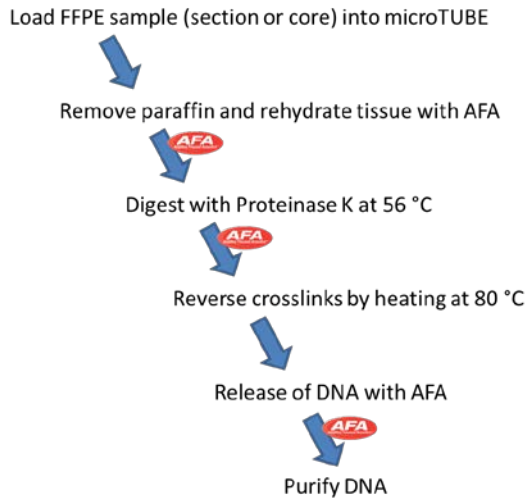 Load FFPE sample (section or core) into microTUBE
Remove paraffin and rehydrate tissue with AFA
AFA
Digest with Proteinase K at 56 °C
AFA
Reverse crosslinks by heating at 80 °C
Release of DNA with AFA
AFA
Purify DNA